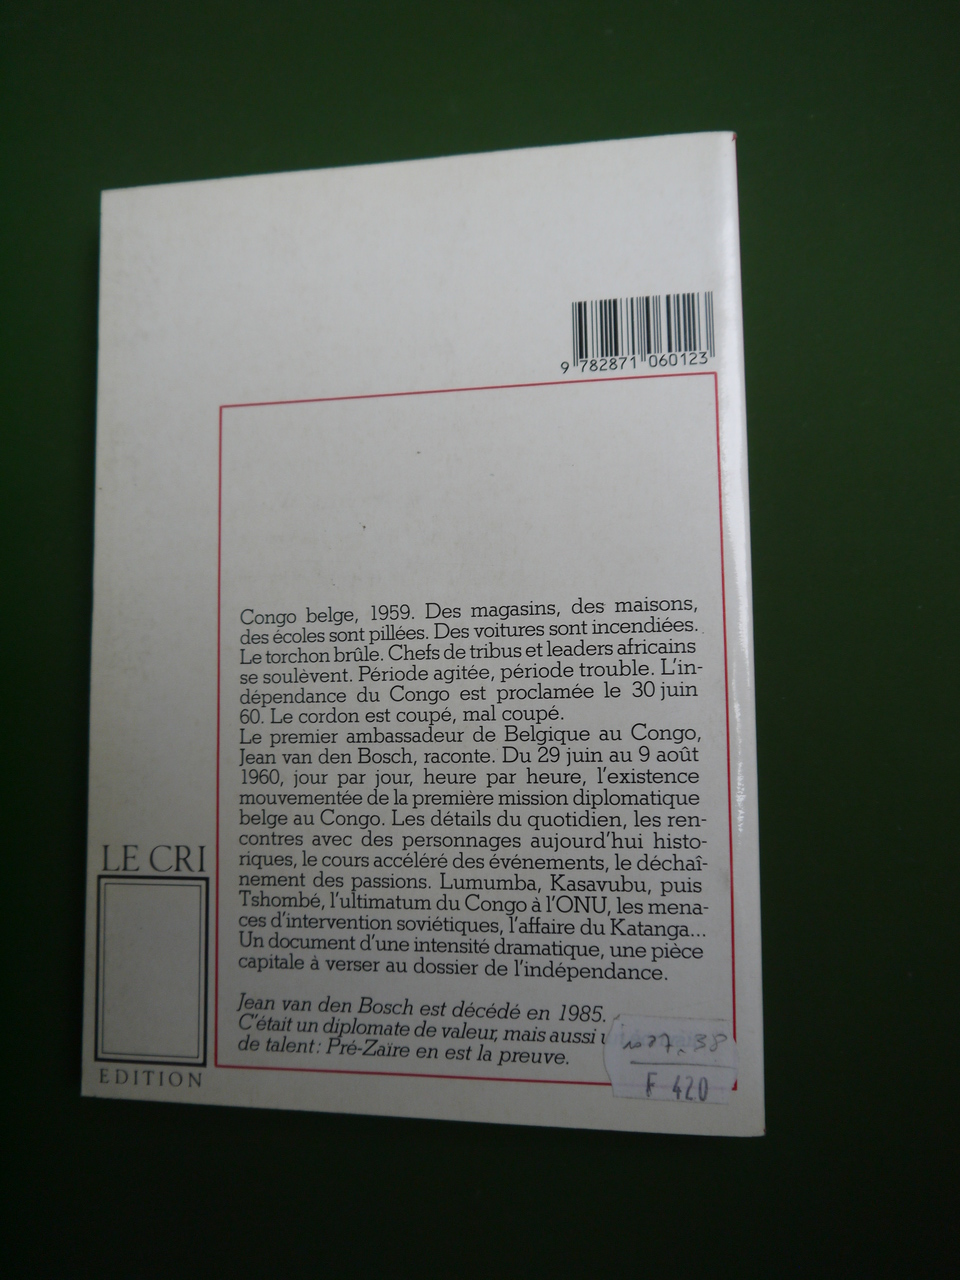 9 782871 060123
Congo belge, 1959. Des magasins, des maisons,
des écoles sont pillées. Des voitures sont incendiées.
Le torchon brûle. Chefs de tribus et leaders africains
se soulèvent. Période agitée, période trouble. L'in-
dépendance du Congo est proclamée le 30 juin
60. Le cordon est coupé, mal coupé.
Le premier ambassadeur de Belgique au Congo,
Jean van den Bosch, raconte. Du 29 juin au 9 août
1960, jour par jour, heure par heure, l'existence
mouvementée de la première mission diplomatique
belge au Congo. Les détails du quotidien, les ren-
contres avec des personnages aujourd'hui histo-
riques, le cours accéléré des événements, le déchaî-
nement des passions. Lumumba, Kasavubu, puis
Tshombé, l'ultimatum du Congo à l'ONU, les mena-
ces d'intervention soviétiques, l'affaire du Katanga...
Un document d'une intensité dramatique, une pièce
capitale à verser au dossier de l'indépendance.
Jean van den Bosch est décédé en 1985.
C'était un diplomate de valeur, mais aussi
de talent: Pré-Zaïre en est la preuve.
LE CRI
EDITION
F 420